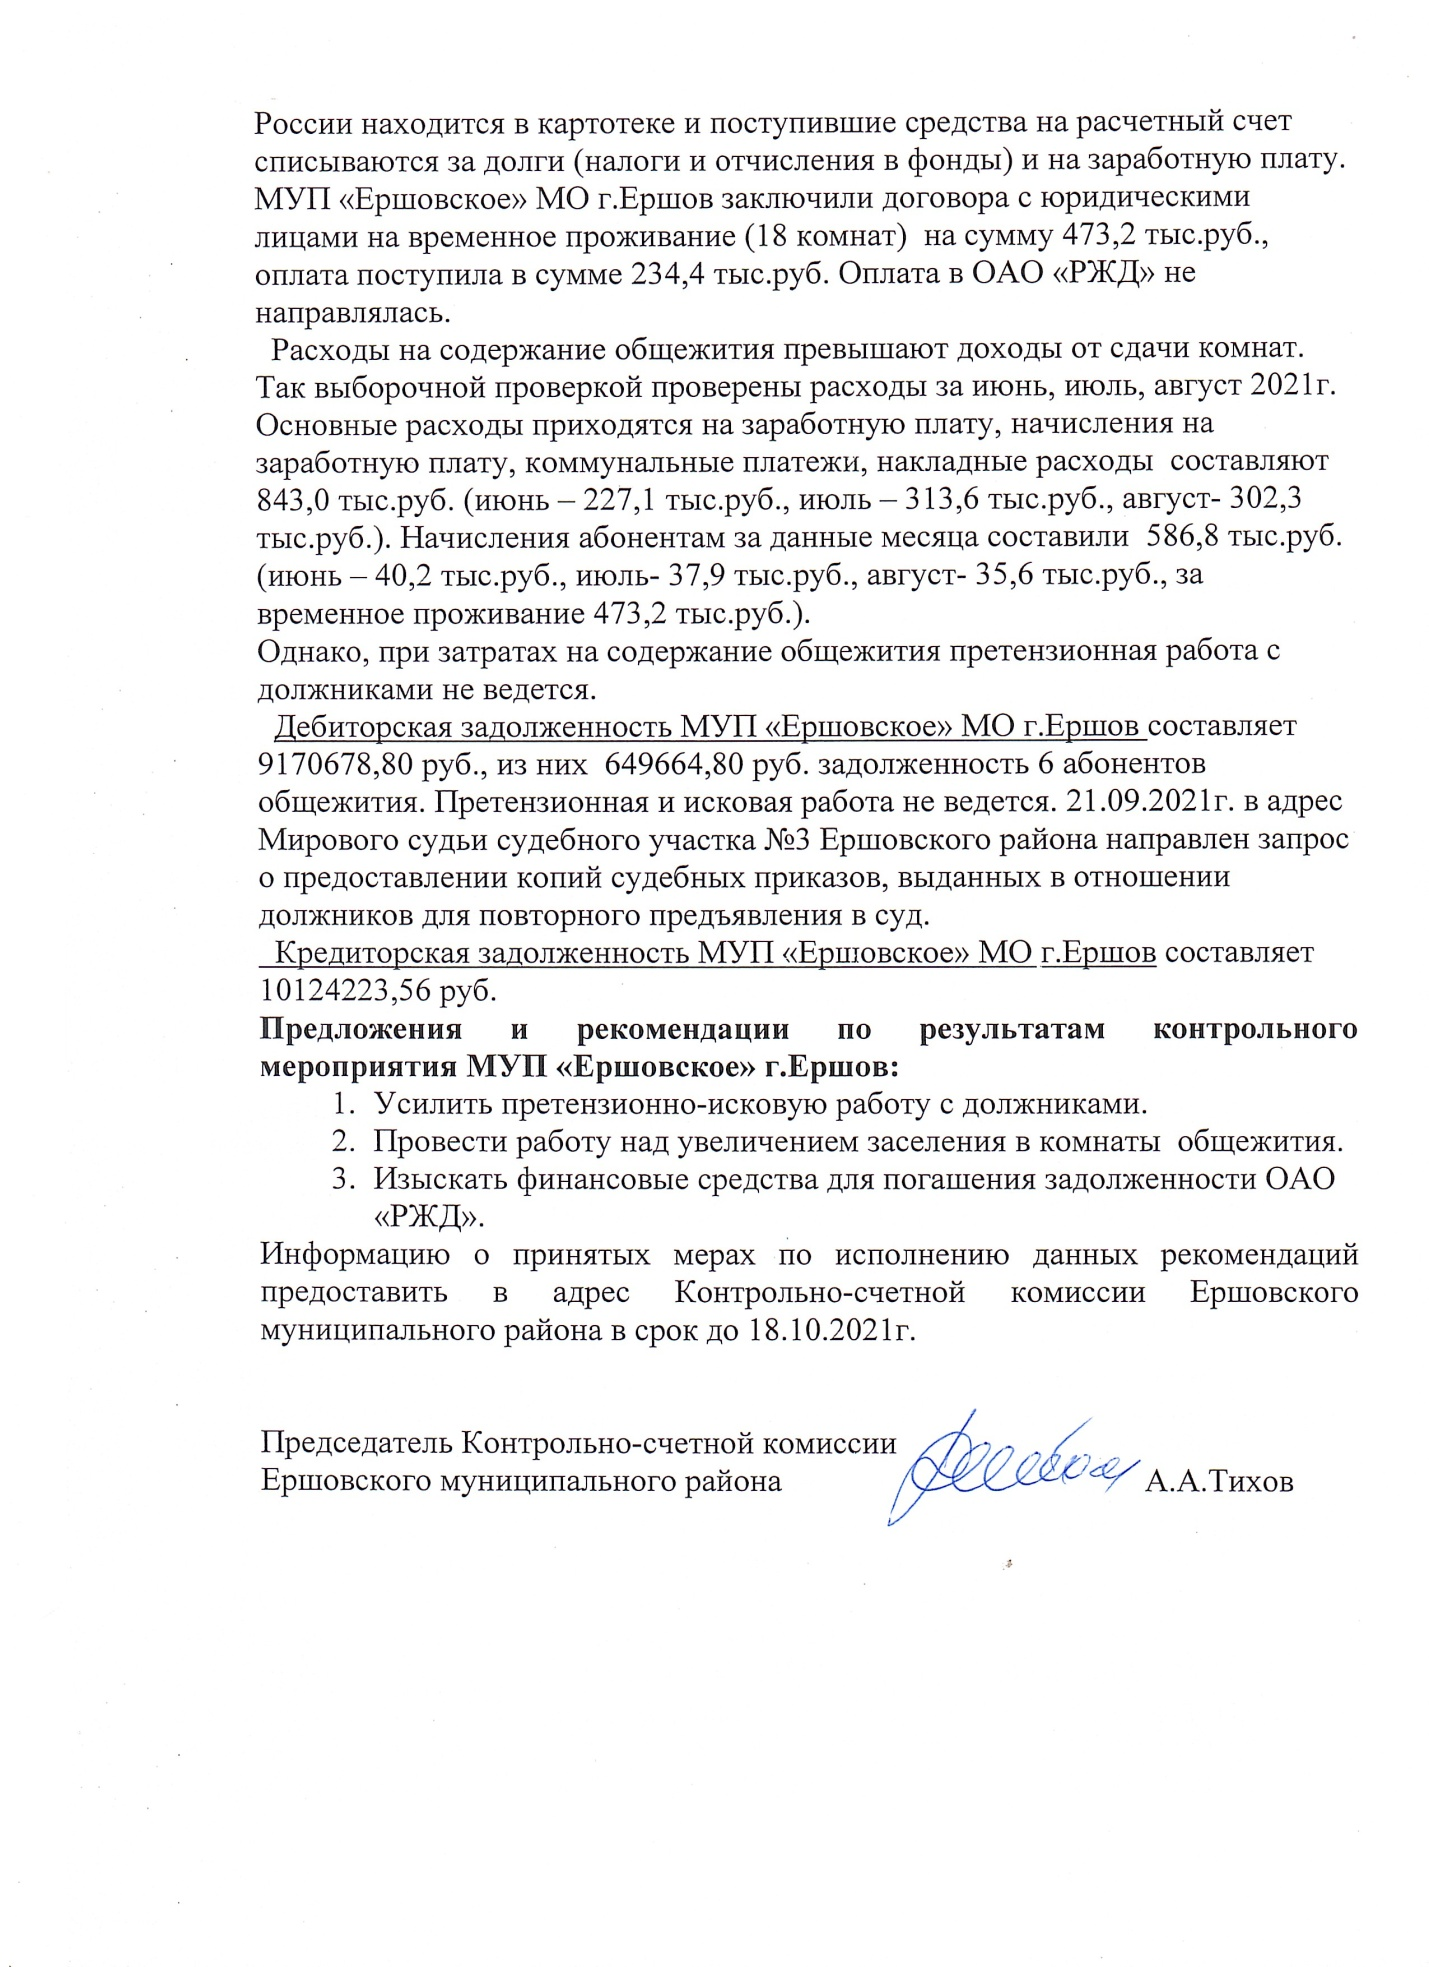 России находится в картотеке и поступившие средства на расчетный счет
списываются за долги (налоги и отчисления в фонды) и на заработную плату.
МУП «Ершовское» МО г.Ершов заключили договора с юридическими
лицами на временное проживание (18 комнат)  на сумму 473,2 тыс.руб.,
оплата поступила в сумме 234,4 тыс.руб. Оплата в ОАО «РЖД» не
направлялась.
Расходы на содержание общежития превышают доходы от сдачи комнат.
Так выборочной проверкой проверены расходы за июнь, июль, август 2021г.
Основные расходы приходятся на заработную плату, начисления на
заработную плату, коммунальные платежи, накладные расходы  составляют
843,0 тыс.руб. (июнь – 227,1 тыс.руб., июль – 313,6 тыс.руб., август- 302,3
тыс.руб.). Начисления абонентам за данные месяца составили  586,8 тыс.руб.
(июнь – 40,2 тыс.руб., июль- 37,9 тыс.руб., август- 35,6 тыс.руб., за
временное проживание 473,2 тыс.руб.).
Однако, при затратах на содержание общежития претензионная работа с
должниками не ведется.
Дебиторская задолженность МУП «Ершовское» МО г.Ершов составляет
9170678,80 руб., из них  649664,80 руб. задолженность 6 абонентов
общежития. Претензионная и исковая работа не ведется. 21.09.2021г. в адрес
Мирового судьи судебного участка №3 Ершовского района направлен запрос
о предоставлении копий судебных приказов, выданных в отношении
должников для повторного предъявления в суд.
Кредиторская задолженность МУП «Ершовское» МО г.Ершов составляет
10124223,56 руб.
Предложения и рекомендации по результатам контрольного
мероприятия МУП «Ершовское» г.Ершов:
1. Усилить претензионно-исковую работу с должниками.
2. Провести работу над увеличением заселения в комнаты  общежития.
3. Изыскать финансовые средства для погашения задолженности ОАО
«РЖД».
Информацию о принятых мерах по исполнению данных рекомендаций
предоставить в адрес Контрольно-счетной комиссии Ершовского
муниципального района в срок до 18.10.2021г.
Председатель Контрольно-счетной комиссии
Ершовского муниципального района А.А.Тихов